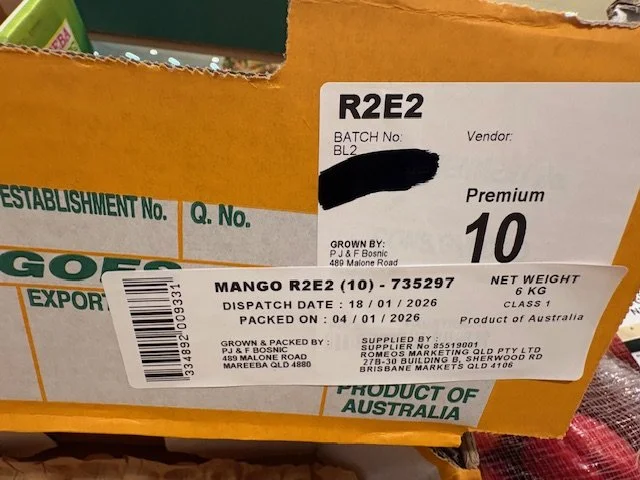 R2E2
BATCH No:
BL2
Vendor:
Premium
10
GROWN BY:
P J & F Bosnic
489 Malone Road
ESTABLISHMENT No.
Q. No.
EXPOR
MANGO R2E2 (10) - 735297
DISPATCH DATE : 18 / 01 / 2026
PACKED ON : 04 / 01 / 2026
NET WEIGHT
6 KG
CLASS 1
Product of Australia
GROWN & PACKED BY :
PJ & F BOSNIC
489 MALONE ROAD
MAREEBA QLD 4880
SUPPLIED BY :
SUPPLIER No 85519001
ROMEOS MARKETING QLD PTY LTD
27B-30 BUILDING B, SHERWOOD RD
BRISBANE MARKETS QLD 4106
334892 009331
PRODUCT OF
AUSTRALIA